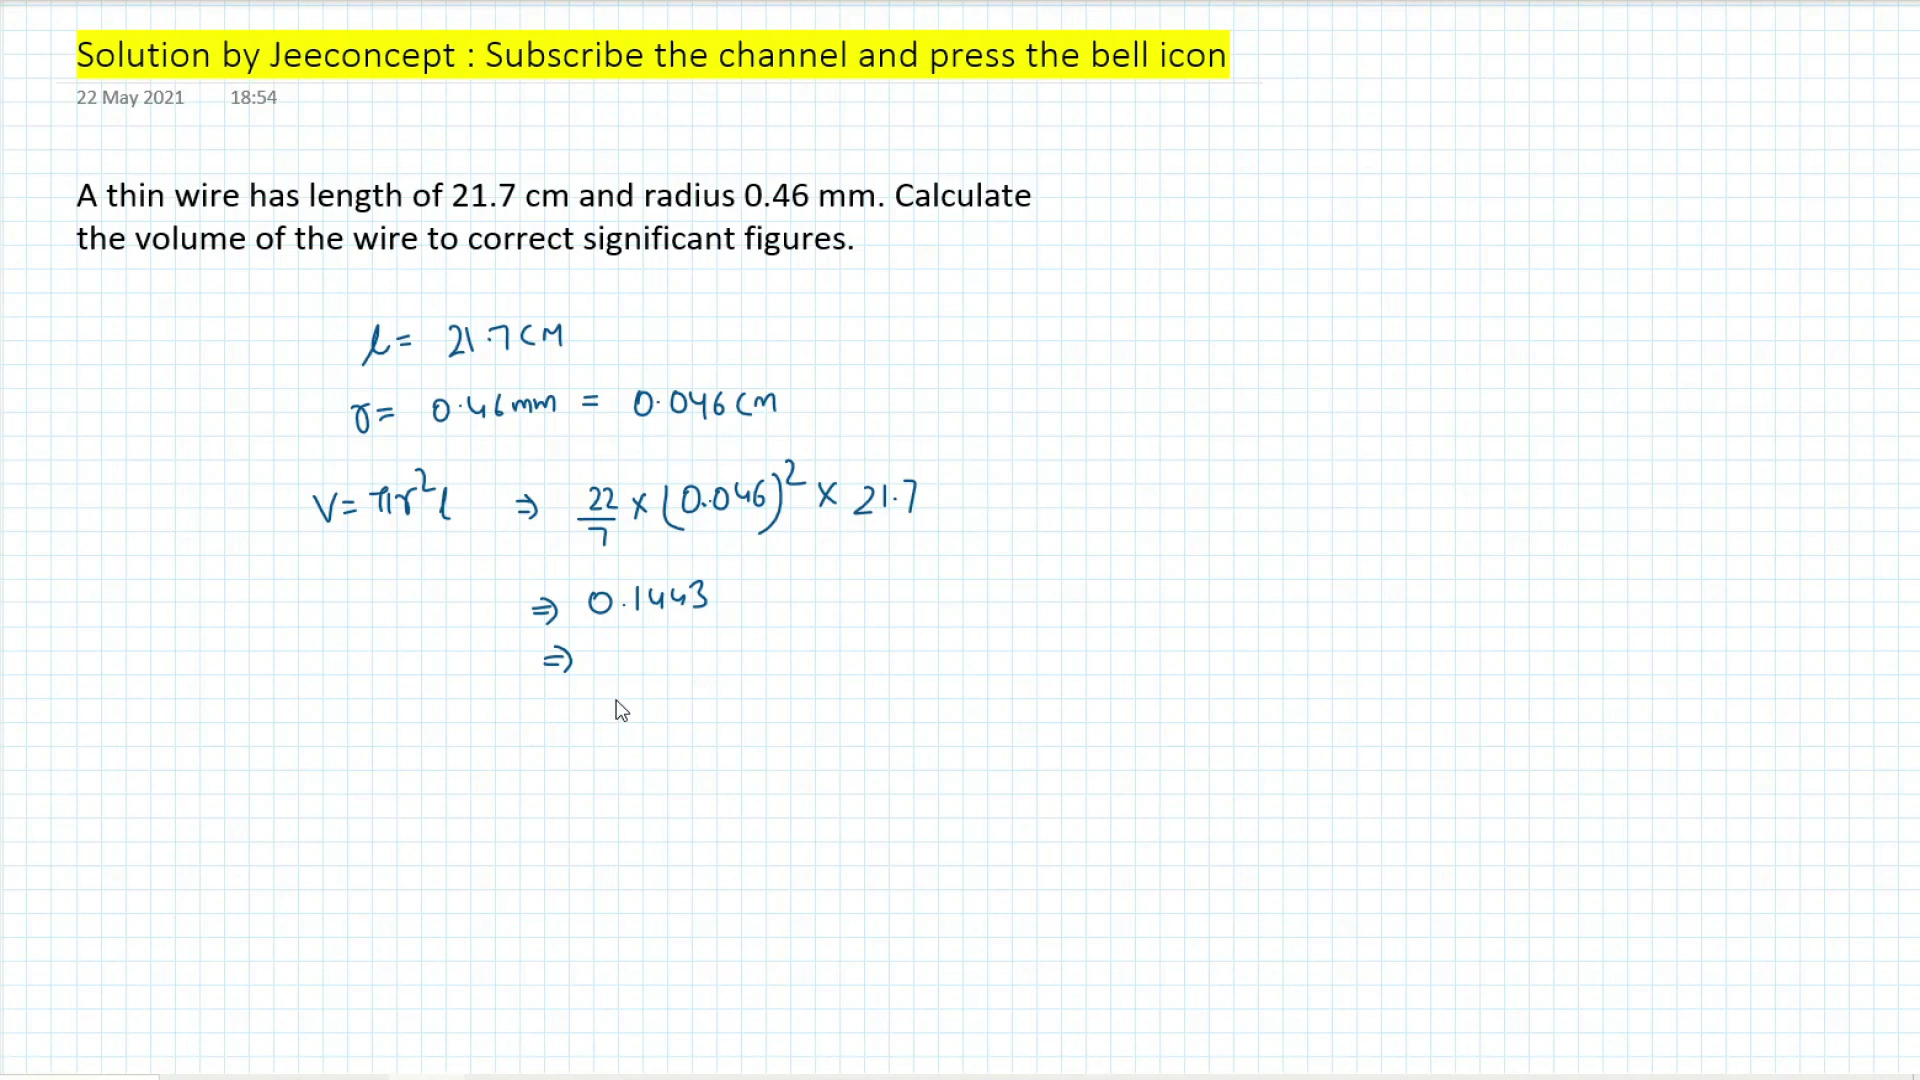 Solution by Jeeconcept : Subscribe the channel and press the bell icon
22 May 2021 18:54
A thin wire has length of 21.7 cm and radius 0.46 mm. Calculate
the volume of the wire to correct significant figures.
l = 21.7 CM
r = 0.46 mm = 0.046 CM
V = πr²l ⇒ 22/7 × (0.046)² × 21.7
⇒ 0.1443
⇒